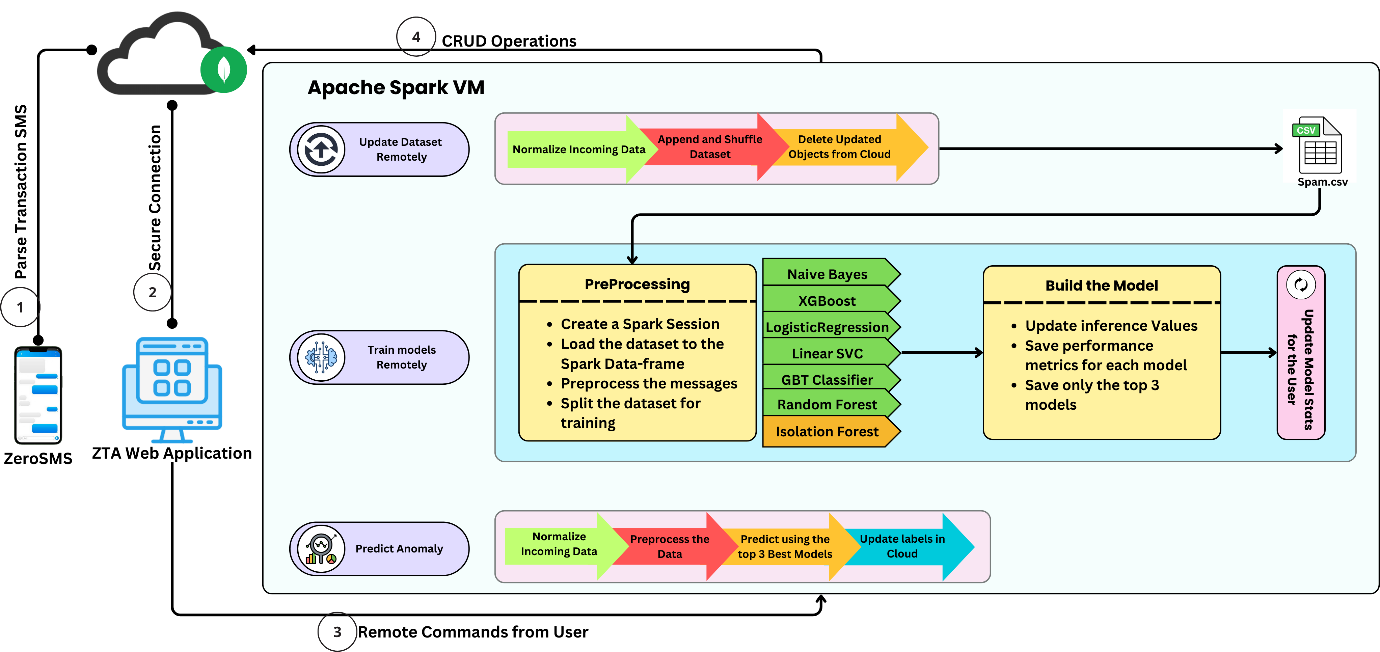 4
CRUD Operations
Parse Transaction SMS
1
Secure Connection
2
ZeroSMS
ZTA Web Application
Apache Spark VM
Update Dataset
Remotely
Normalize Incoming Data
Append and Shuffle
Dataset
Delete Updated
Objects from Cloud
CSV
Spam.csv
Train models
Remotely
PreProcessing
• Create a Spark Session
• Load the dataset to the
Spark Data-frame
• Preprocess the messages
• Split the dataset for
training
Naive Bayes
XGBoost
LogisticRegression
Linear SVC
GBT Classifier
Random Forest
Isolation Forest
Build the Model
• Update inference Values
• Save performance
metrics for each model
• Save only the top 3
models
Update Model Stats
for the User
Predict Anomaly
Normalize
Incoming Data
Preprocess the
Data
Predict using the
top 3 Best Models
Update labels in
Cloud
3
Remote Commands from User